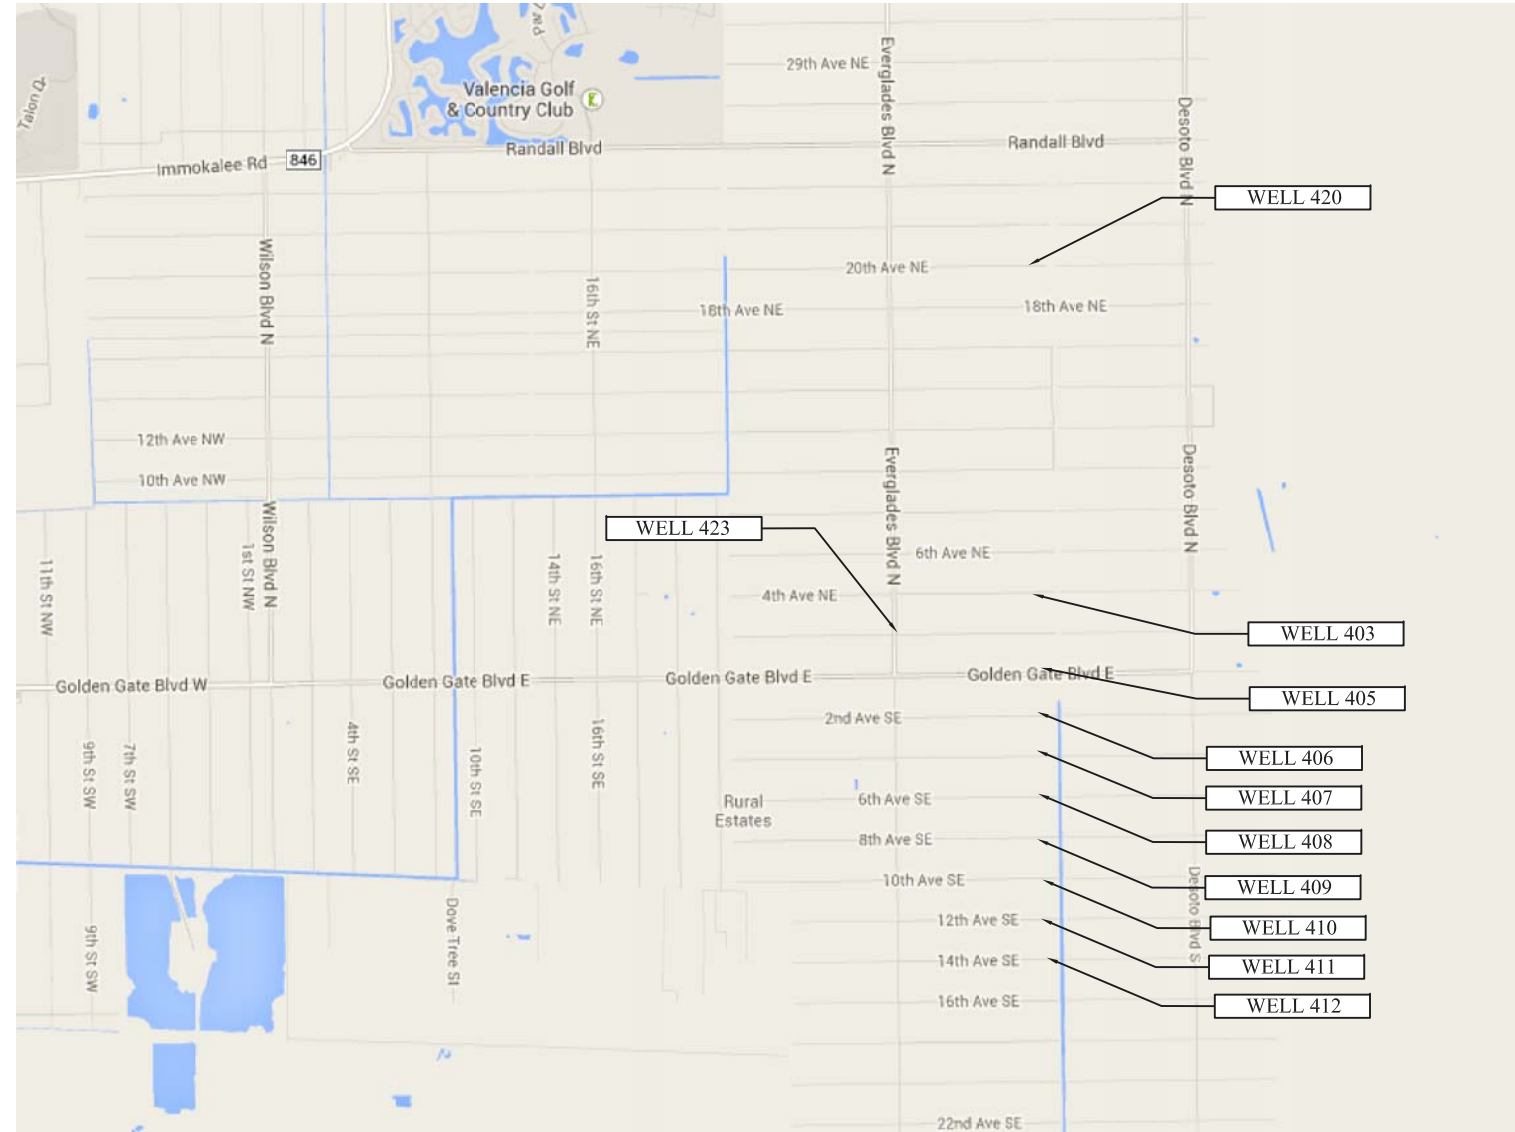 Talon Dr
par7
29th Ave NE
Everglades Blvd N
Valencia Golf
& Country Club
Desoto Blvd N
Immokalee Rd
846
Randall Blvd
Randall Blvd
WELL 420
Wilson Blvd N
20th Ave NE
16th St NE
18th Ave NE
18th Ave NE
12th Ave NW
10th Ave NW
Everglades Blvd N
Desoto Blvd N
Wilson Blvd N
WELL 423
6th Ave NE
11th St NW
1st St NW
14th St NE
16th St NE
4th Ave NE
WELL 403
Golden Gate Blvd W
Golden Gate Blvd E
Golden Gate Blvd E
Golden Gate Blvd E
WELL 405
2nd Ave SE
9th St SW
7th St SW
4th St SE
10th St SE
16th St SE
WELL 406
WELL 407
Rural
Estates
6th Ave SE
8th Ave SE
WELL 408
10th Ave SE
WELL 409
Desoto Blvd S
9th St SW
Dove Tree St
12th Ave SE
WELL 410
14th Ave SE
WELL 411
16th Ave SE
WELL 412
22nd Ave SE